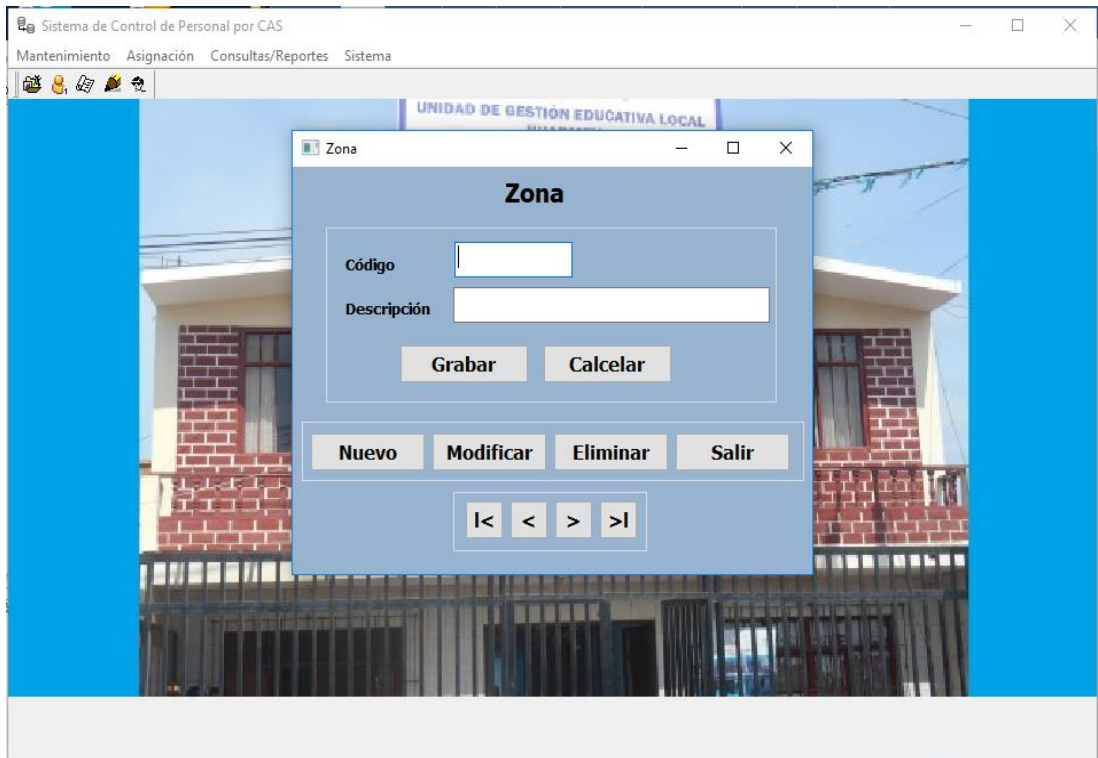 Sistema de Control de Personal por CAS
Mantenimiento Asignación Consultas/Reportes Sistema
UNIDAD DE GESTIÓN EDUCATIVA LOCAL
Zona
Zona
Código
Descripción
Grabar Calcelar
Nuevo Modificar Eliminar Salir
I< < > >I